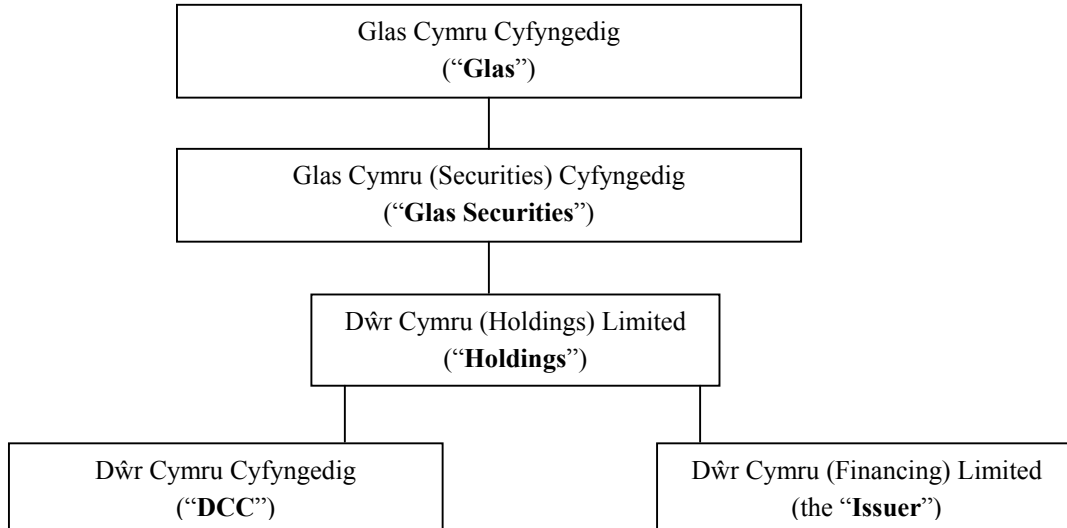 Glas Cymru Cyfyngedig
(“Glas”)
Glas Cymru (Securities) Cyfyngedig
(“Glas Securities”)
Dŵr Cymru (Holdings) Limited
(“Holdings”)
Dŵr Cymru Cyfyngedig
(“DCC”)
Dŵr Cymru (Financing) Limited
(the “Issuer”)